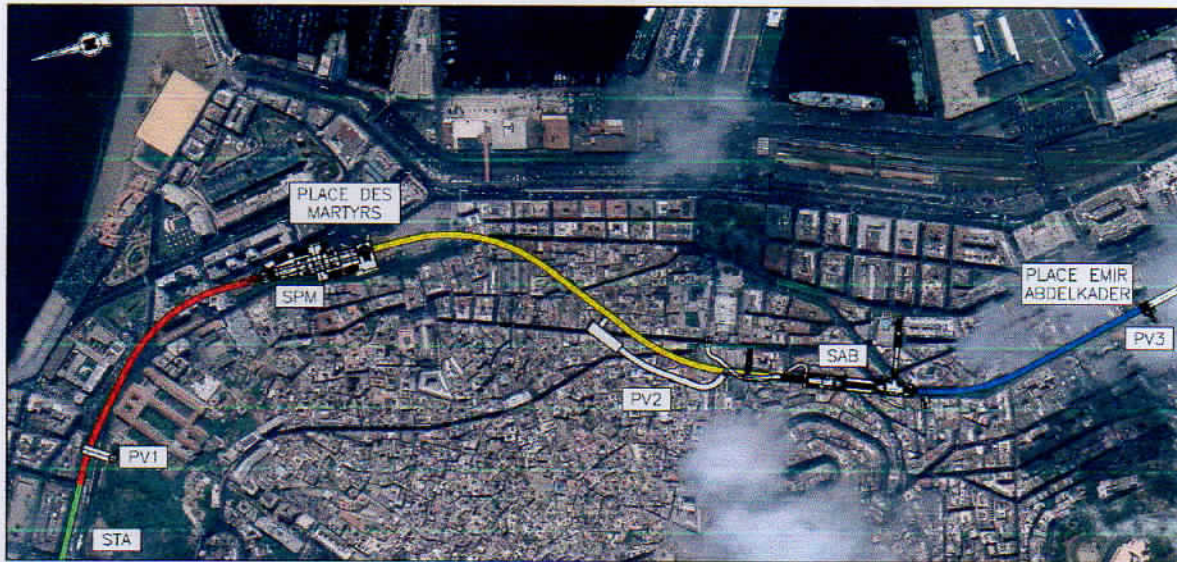 PLACE DES
MARTYRS
SPM
PLACE EMIR
ABDELKADER
PV3
SAB
PV2
PV1
STA